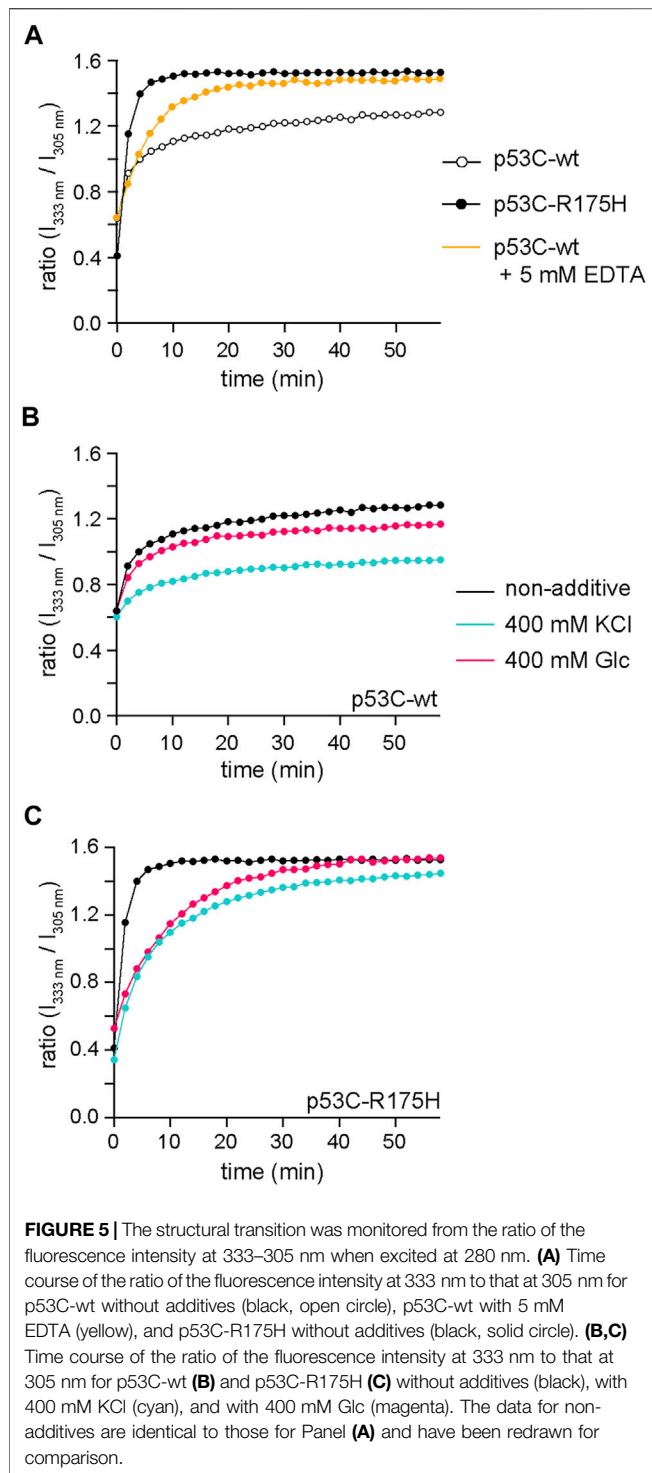 A
ratio (I333 nm / I305 nm)
1.6
1.2
0.8
0.4
0.0
0 10 20 30 40 50
time (min)
p53C-wt
p53C-R175H
p53C-wt
+ 5 mM EDTA
B
ratio (I333 nm / I305 nm)
1.6
1.2
0.8
0.4
0.0
p53C-wt
0 10 20 30 40 50
time (min)
non-additive
400 mM KCl
400 mM Glc
C
ratio (I333 nm / I305 nm)
1.6
1.2
0.8
0.4
0.0
p53C-R175H
0 10 20 30 40 50
time (min)
FIGURE 5 | The structural transition was monitored from the ratio of the
fluorescence intensity at 333–305 nm when excited at 280 nm. (A) Time
course of the ratio of the fluorescence intensity at 333 nm to that at 305 nm for
p53C-wt without additives (black, open circle), p53C-wt with 5 mM
EDTA (yellow), and p53C-R175H without additives (black, solid circle). (B,C)
Time course of the ratio of the fluorescence intensity at 333 nm to that at
305 nm for p53C-wt (B) and p53C-R175H (C) without additives (black), with
400 mM KCl (cyan), and with 400 mM Glc (magenta). The data for non-
additives are identical to those for Panel (A) and have been redrawn for
comparison.